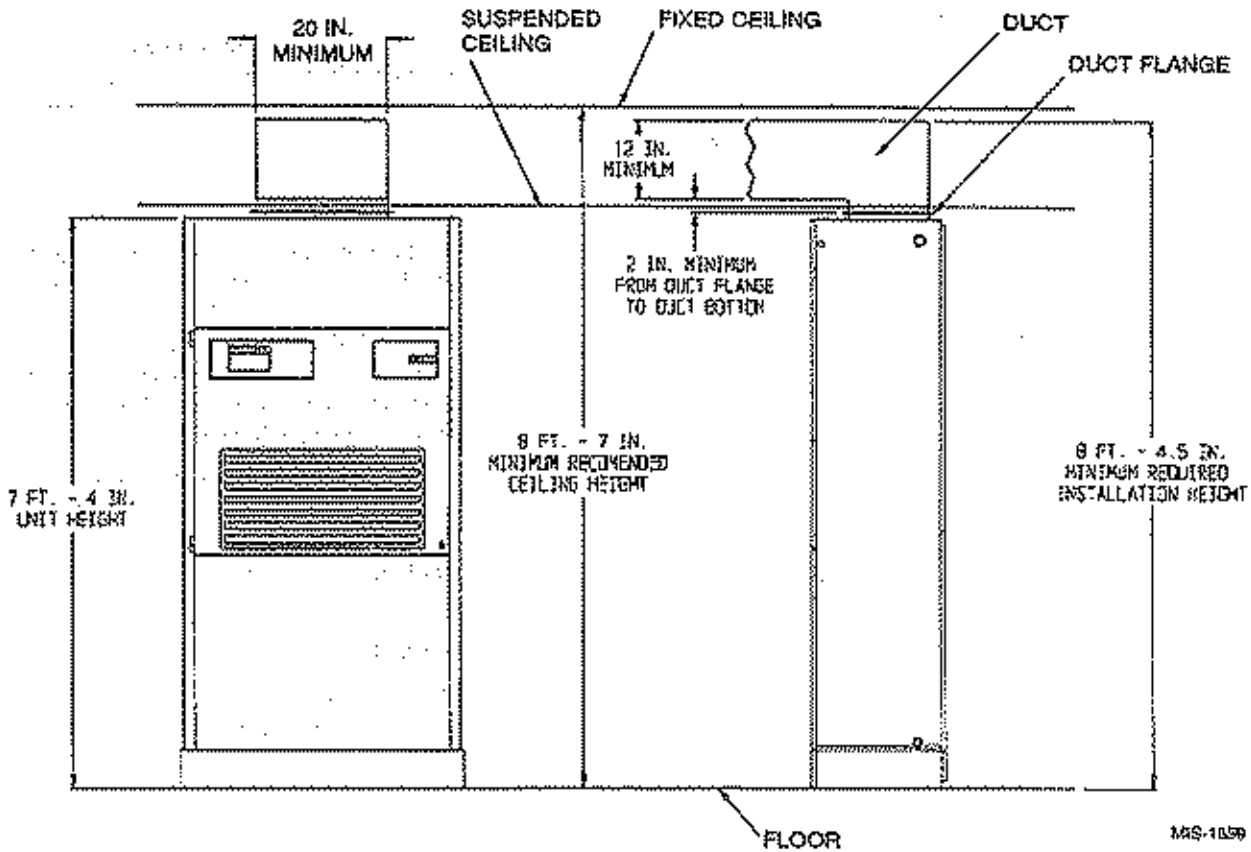 20 IN.
MINIMUM
SUSPENDED
CEILING
FIXED CEILING
DUCT
DUCT FLANGE
12 IN.
MINIMUM
2 IN. MINIMUM
FROM DUCT FLANGE
TO DUCT BOTTOM
7 FT. - 4 IN.
UNIT HEIGHT
8 FT. - 7 IN.
MINIMUM RECOMENDED
CEILING HEIGHT
8 FT. - 4.5 IN.
MINIMUM REQUIRED
INSTALLATION HEIGHT
FLOOR